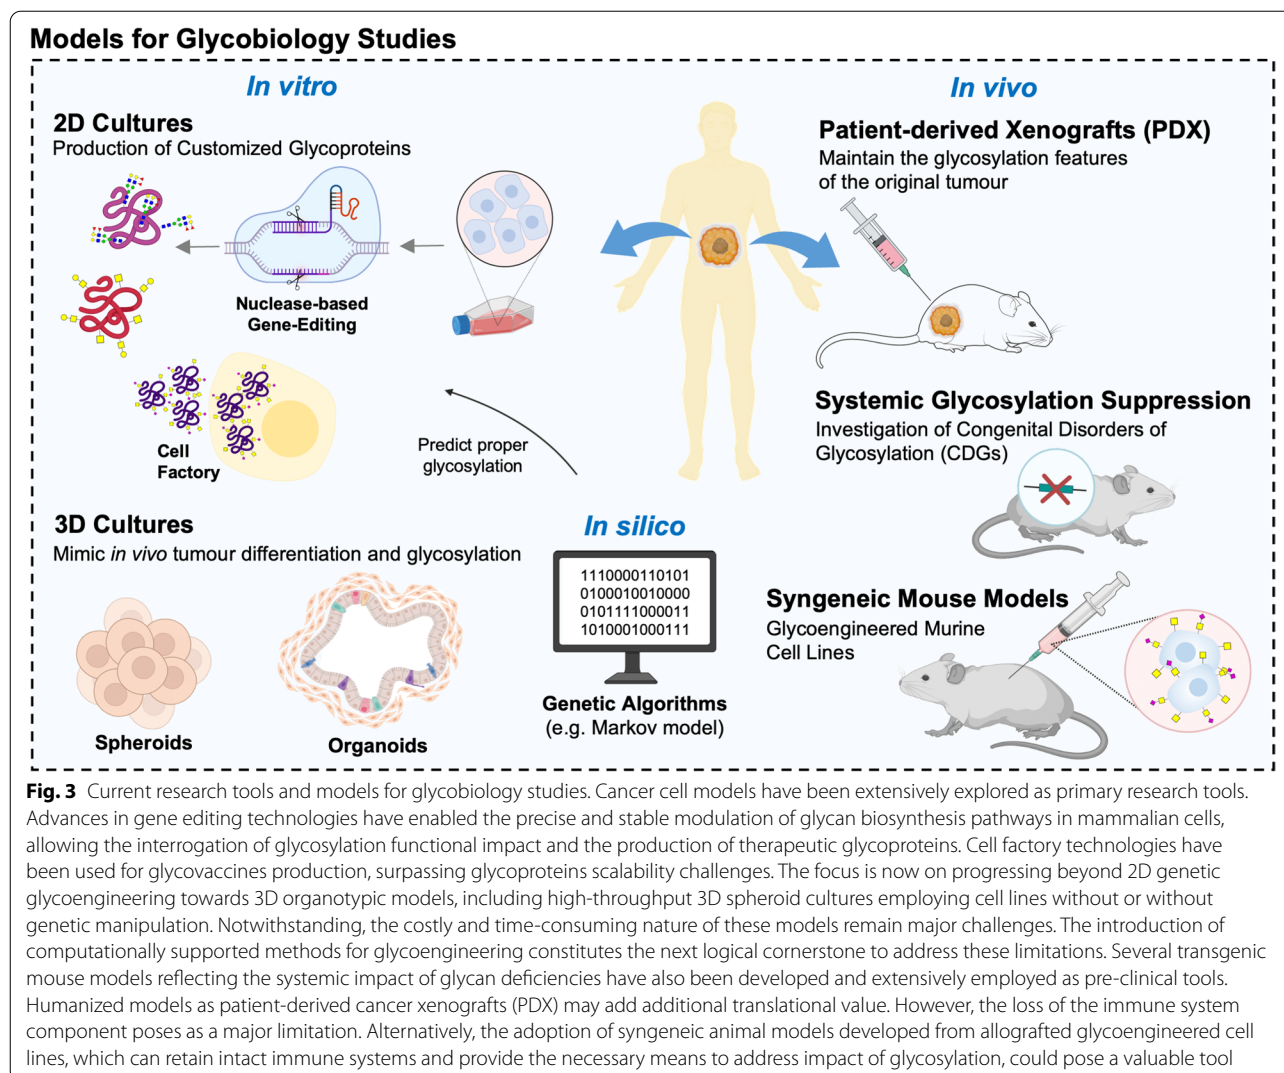 Models for Glycobiology Studies
In vitro
2D Cultures
Production of Customized Glycoproteins
Nuclease-based
Gene-Editing
Cell
Factory
Predict proper
glycosylation
3D Cultures
Mimic in vivo tumour differentiation and glycosylation
Spheroids
Organoids
In silico
1110000110101
0100010010000
0101111000011
1010001000111
Genetic Algorithms
(e.g. Markov model)
In vivo
Patient-derived Xenografts (PDX)
Maintain the glycosylation features
of the original tumour
Systemic Glycosylation Suppression
Investigation of Congenital Disorders of
Glycosylation (CDGs)
Syngeneic Mouse Models
Glycoengineered Murine
Cell Lines
Fig. 3 Current research tools and models for glycobiology studies. Cancer cell models have been extensively explored as primary research tools.
Advances in gene editing technologies have enabled the precise and stable modulation of glycan biosynthesis pathways in mammalian cells,
allowing the interrogation of glycosylation functional impact and the production of therapeutic glycoproteins. Cell factory technologies have
been used for glycovaccines production, surpassing glycoproteins scalability challenges. The focus is now on progressing beyond 2D genetic
glycoengineering towards 3D organotypic models, including high-throughput 3D spheroid cultures employing cell lines without or without
genetic manipulation. Notwithstanding, the costly and time-consuming nature of these models remain major challenges. The introduction of
computationally supported methods for glycoengineering constitutes the next logical cornerstone to address these limitations. Several transgenic
mouse models reflecting the systemic impact of glycan deficiencies have also been developed and extensively employed as pre-clinical tools.
Humanized models as patient-derived cancer xenografts (PDX) may add additional translational value. However, the loss of the immune system
component poses as a major limitation. Alternatively, the adoption of syngeneic animal models developed from allografted glycoengineered cell
lines, which can retain intact immune systems and provide the necessary means to address impact of glycosylation, could pose a valuable tool